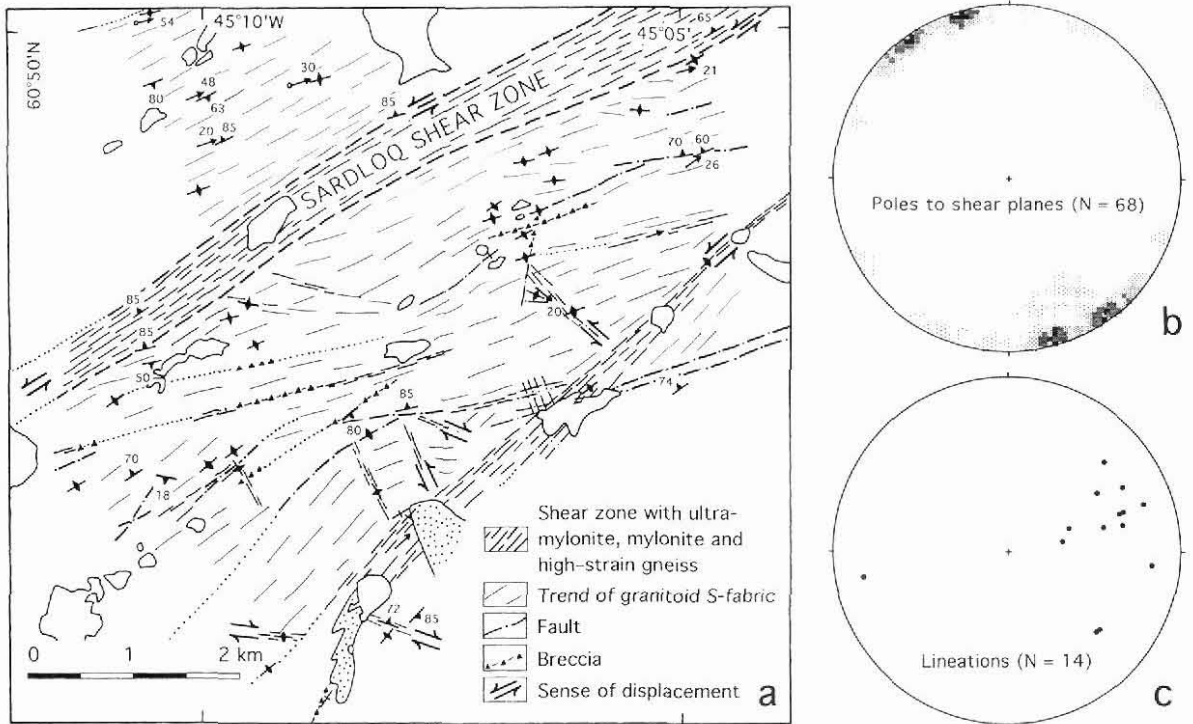 45°10'W
45°05'
60°50'N
54
65
30
48
80
63
20
85
85
21
70
60
26
SARDLOQ SHEAR ZONE
85
85
50
20
74
85
80
70
18
72
85
Shear zone with ultra-
mylonite, mylonite and
high-strain gneiss
Trend of granitoid S-fabric
Fault
Breccia
Sense of displacement
0
1
2 km
a
Poles to shear planes (N = 68)
b
Lineations (N = 14)
c